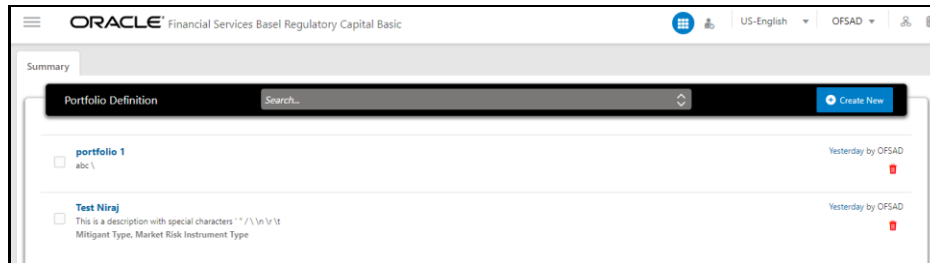 ORACLE Financial Services Basel Regulatory Capital Basic US-English OFSAD
Summary
Portfolio Definition Search... Create New
portfolio 1 Yesterday by OFSAD
abc \
Test Niraj Yesterday by OFSAD
This is a description with special characters ' " / \ \n \r \t
Mitigant Type, Market Risk Instrument Type